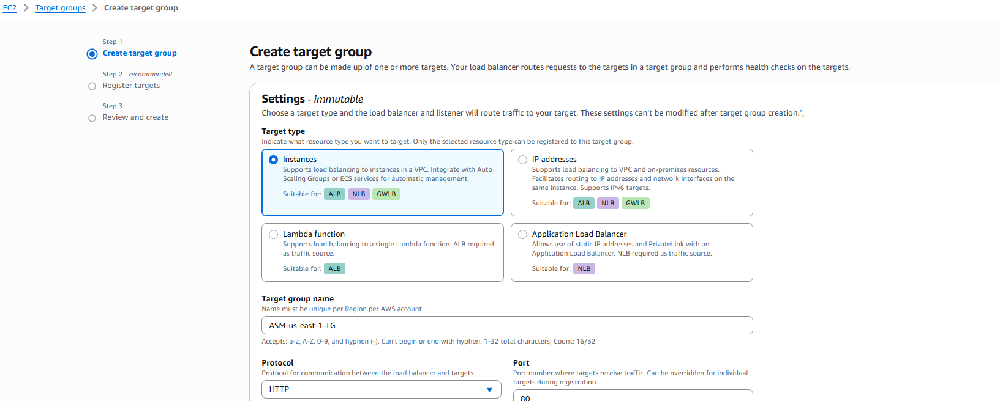 EC2 > Target groups > Create target group
Step 1
Create target group
Step 2 - recommended
Register targets
Step 3
Review and create
Create target group
A target group can be made up of one or more targets. Your load balancer routes requests to the targets in a target group and performs health checks on the targets.
Settings - immutable
Choose a target type and the load balancer and listener will route traffic to your target. These settings can't be modified after target group creation.",
Target type
Indicate what resource type you want to target. Only the selected resource type can be registered to this target group.
Instances
Supports load balancing to instances in a VPC. Integrate with Auto
Scaling Groups or ECS services for automatic management.
Suitable for: ALB NLB GWLB
IP addresses
Supports load balancing to VPC and on-premises resources.
Facilitates routing to IP addresses and network interfaces on the
same instance. Supports IPv6 targets.
Suitable for: ALB NLB GWLB
Lambda function
Supports load balancing to a single Lambda function. ALB required
as traffic source.
Suitable for: ALB
Application Load Balancer
Allows use of static IP addresses and PrivateLink with an
Application Load Balancer. NLB required as traffic source.
Suitable for: NLB
Target group name
Name must be unique per Region per AWS account.
ASM-us-east-1-TG
Accepts: a-z, A-Z, 0-9, and hyphen (-). Can't begin or end with hyphen. 1-32 total characters; Count: 16/32
Protocol
Protocol for communication between the load balancer and targets.
HTTP
Port
Port number where targets receive traffic. Can be overridden for individual
targets during registration.
80